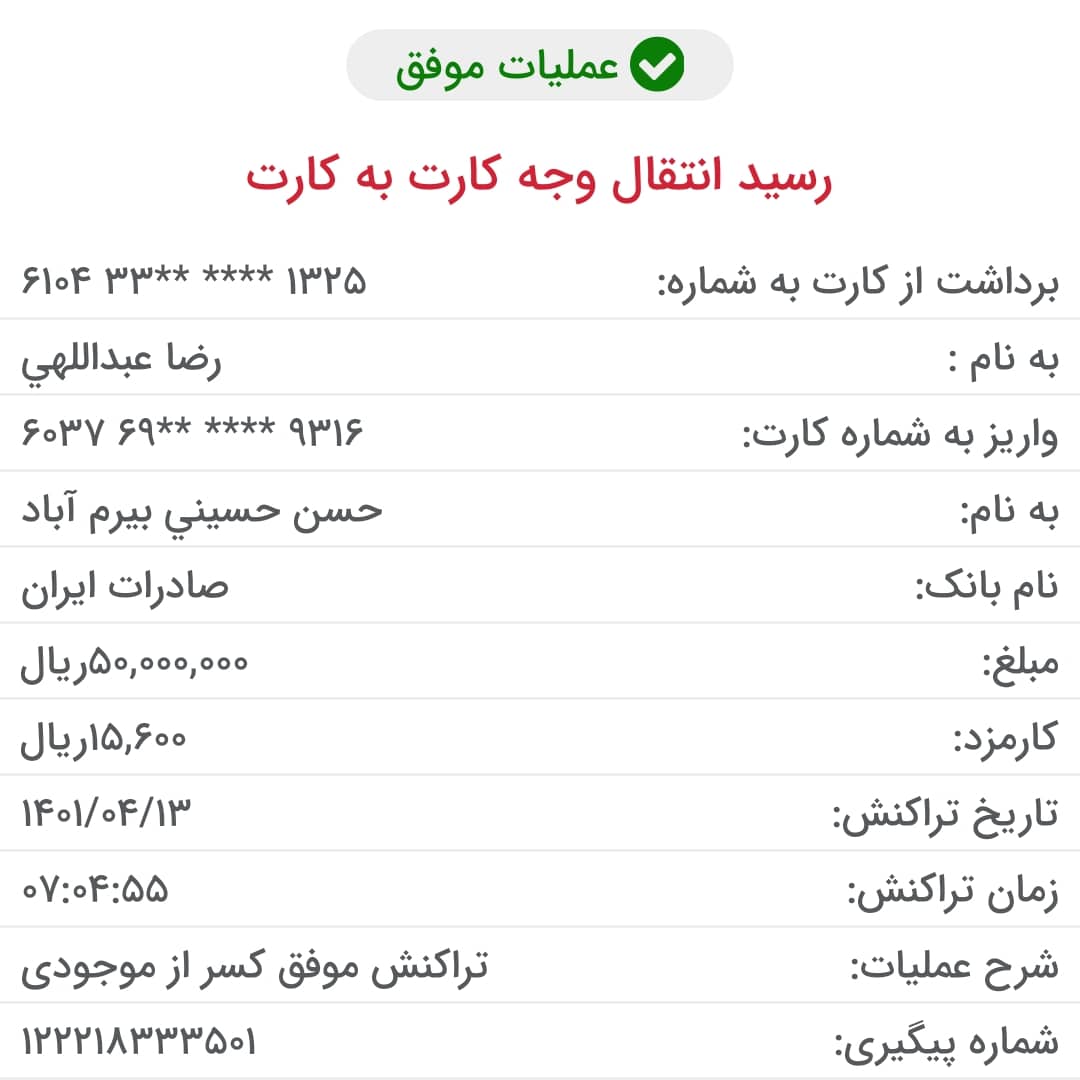 عملیات موفق
رسید انتقال وجه کارت به کارت
برداشت از کارت به شماره: ۶۱۰۴ ۳۳** **** ۱۳۲۵
به نام : رضا عبداللهي
واریز به شماره کارت: ۶۰۳۷ ۶۹** **** ۹۳۱۶
به نام: حسن حسيني بيرم آباد
نام بانک: صادرات ایران
مبلغ: ۵۰,۰۰۰,۰۰۰ریال
کارمزد: ۱۵,۶۰۰ریال
تاریخ تراکنش: ۱۴۰۱/۰۴/۱۳
زمان تراکنش: ۰۷:۰۴:۵۵
شرح عملیات: تراکنش موفق کسر از موجودی
شماره پیگیری: ۱۲۲۲۱۸۳۳۳۵۰۱